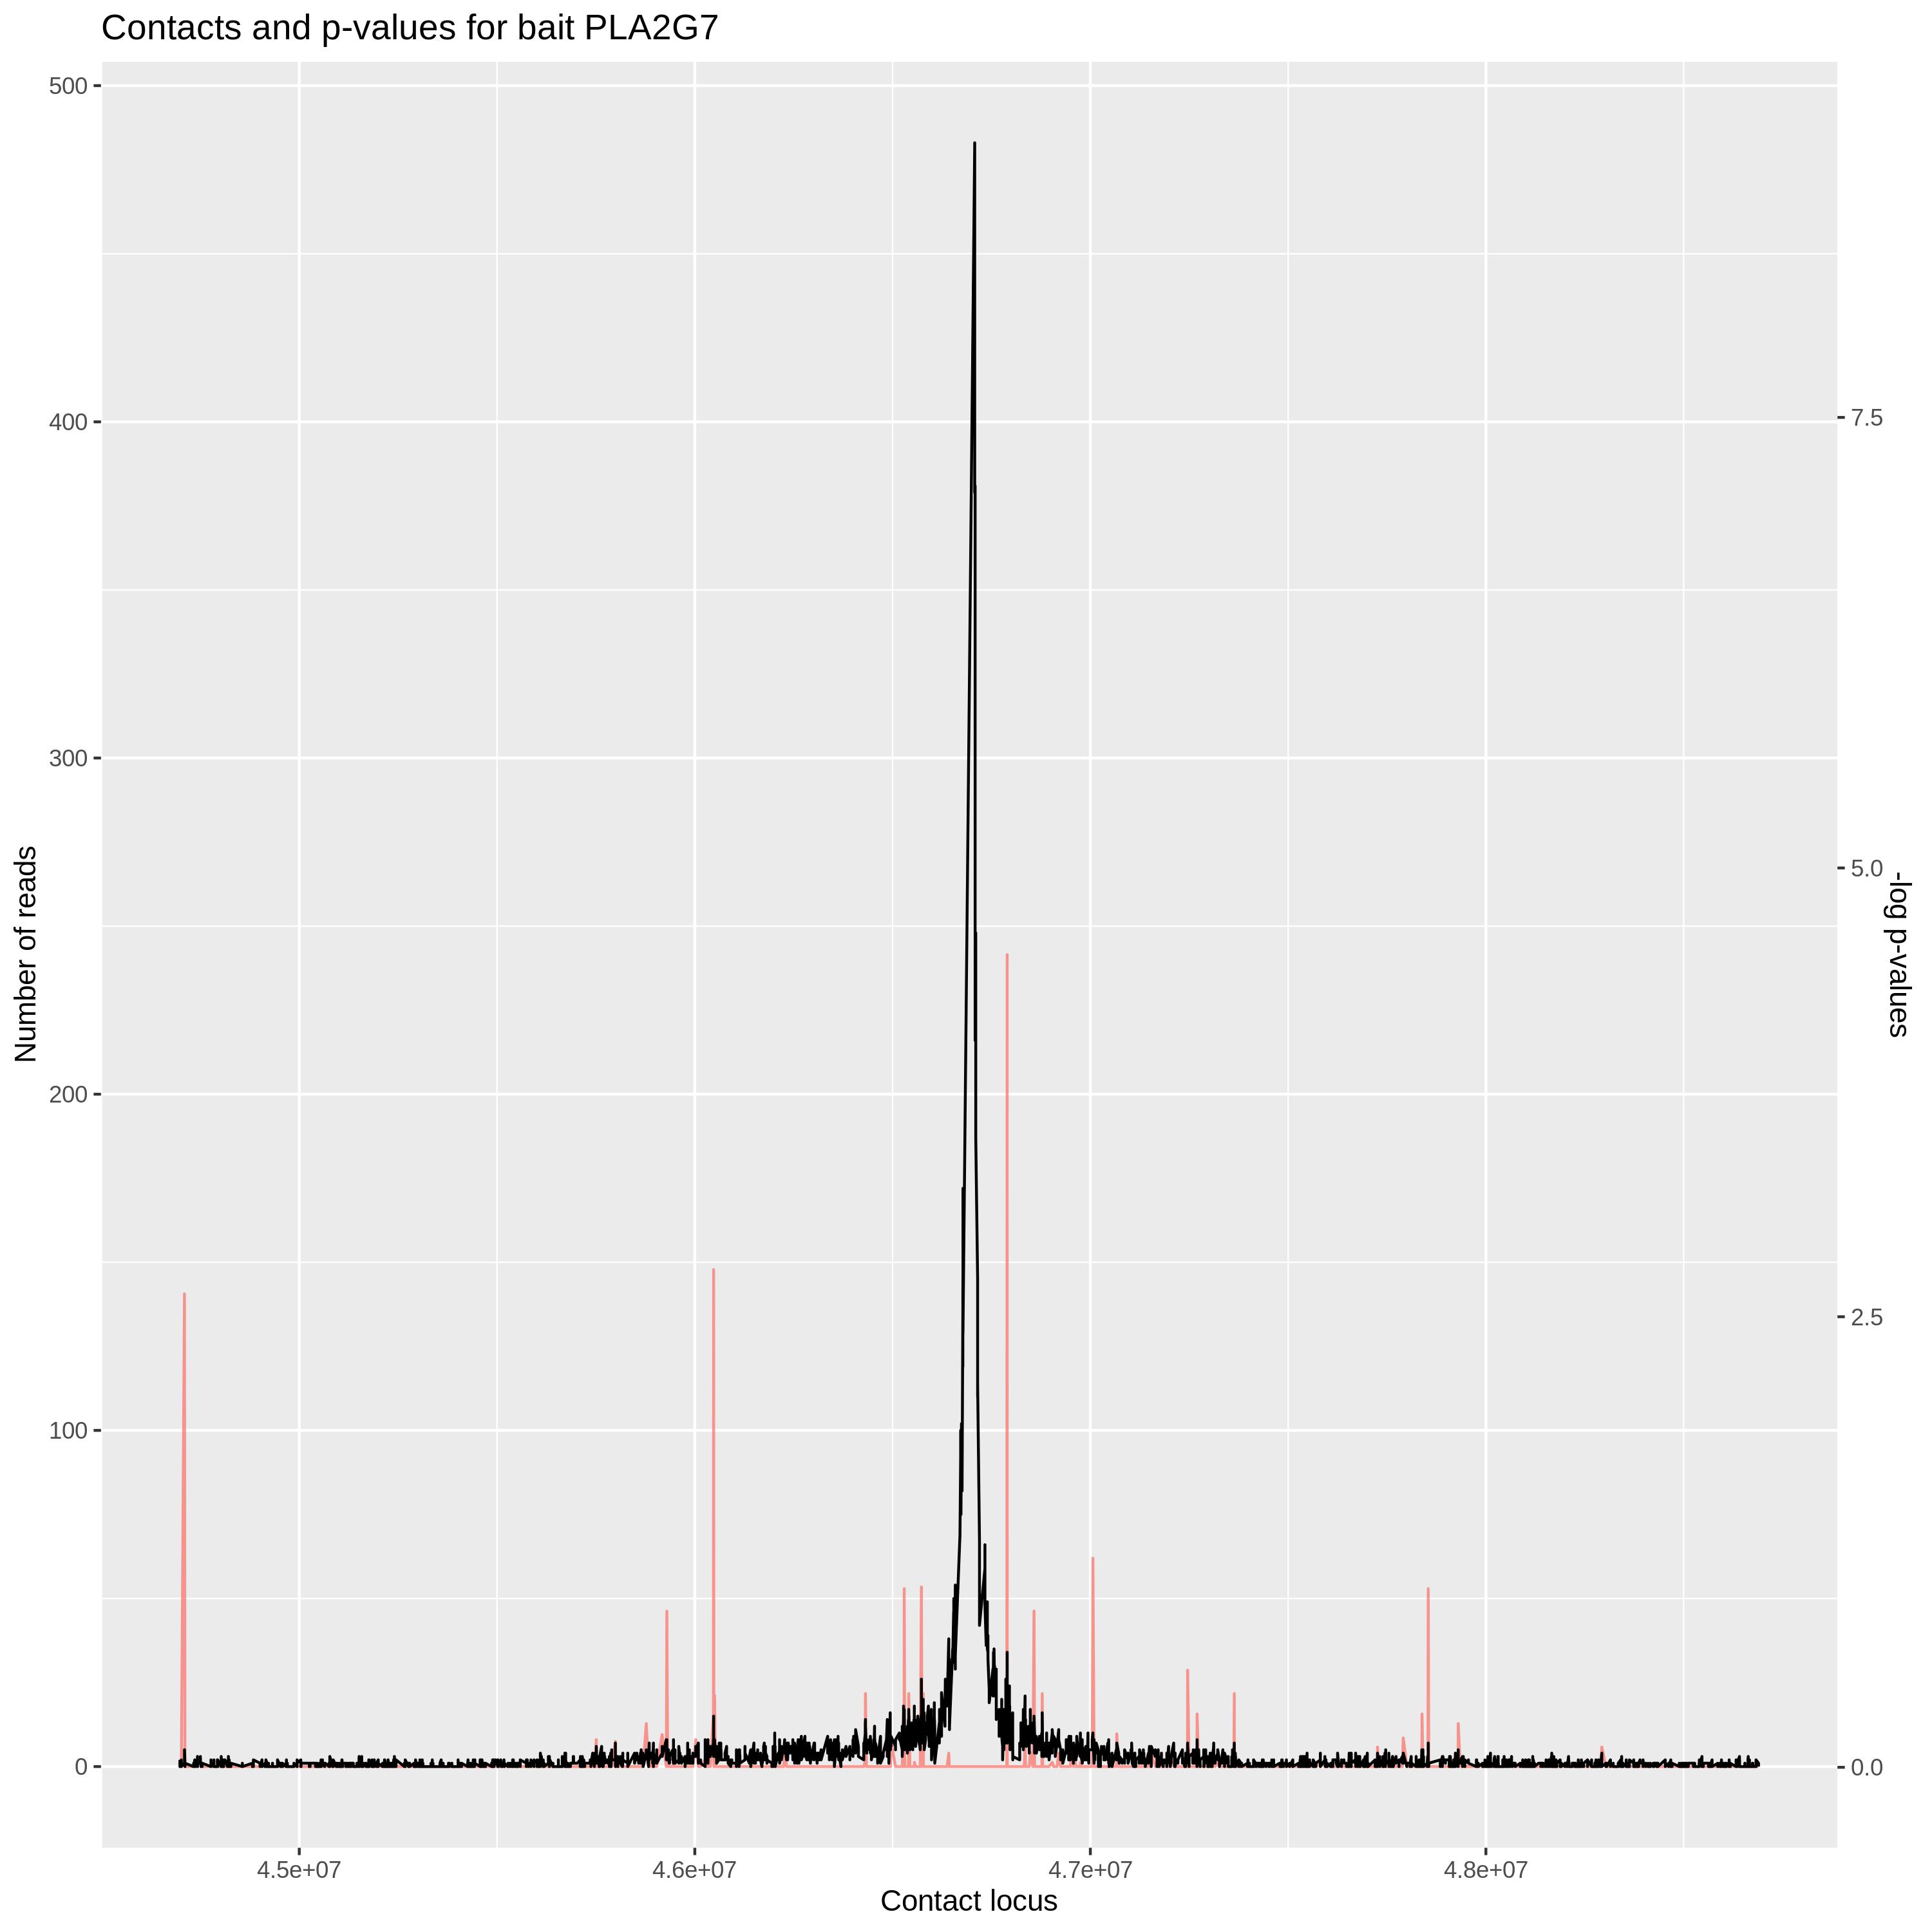 Contacts and p-values for bait PLA2G7
500
400
300
200
100
0
Number of reads
7.5
5.0
2.5
0.0
-log p-values
4.5e+07
4.6e+07
4.7e+07
4.8e+07
Contact locus